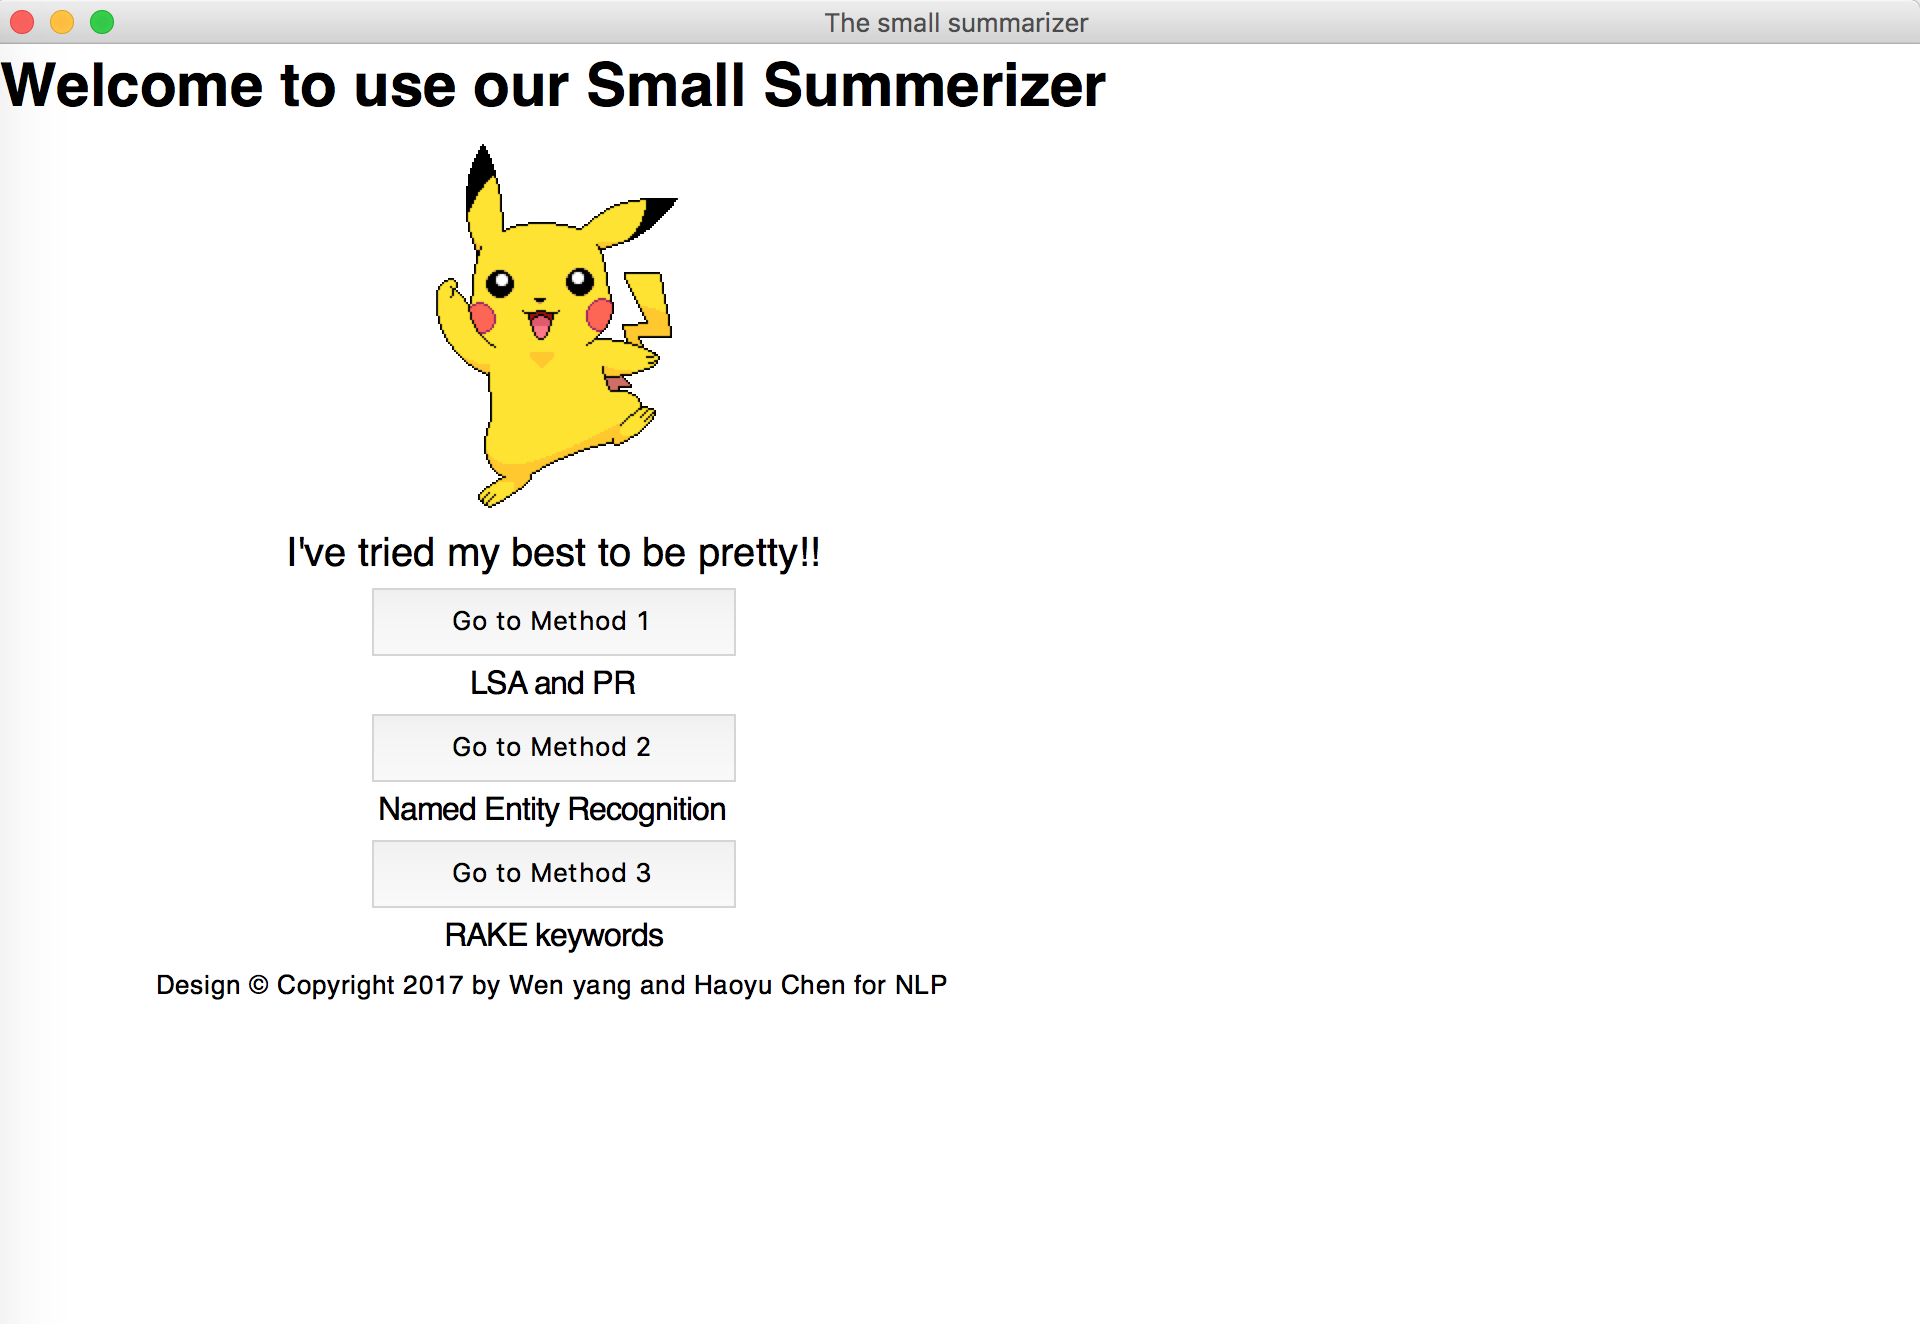 The small summarizer
Welcome to use our Small Summerizer
I've tried my best to be pretty!!
Go to Method 1
LSA and PR
Go to Method 2
Named Entity Recognition
Go to Method 3
RAKE keywords
Design © Copyright 2017 by Wen yang and Haoyu Chen for NLP